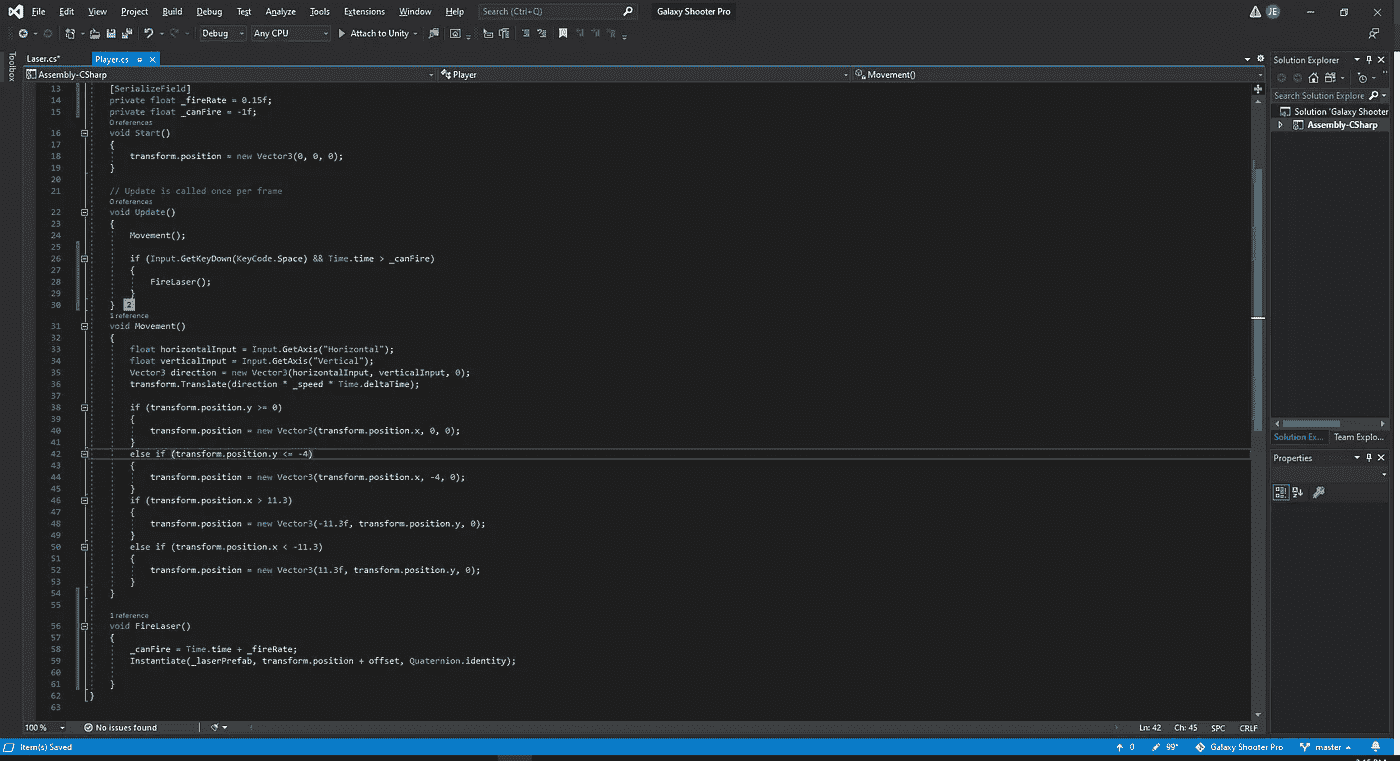 File Edit View Project Build Debug Test Analyze Tools Extensions Window Help Search (Ctrl+Q) Galaxy Shooter Pro JE
Debug Any CPU Attach to Unity
Toolbox
Laser.cs* Player.cs
Assembly-CSharp Player Movement()
13 [SerializeField]
14 private float _fireRate = 0.15f;
15 private float _canFire = -1f;
0 references
16 void Start()
17 {
18 transform.position = new Vector3(0, 0, 0);
19 }
20
21 // Update is called once per frame
0 references
22 void Update()
23 {
24 Movement();
25
26 if (Input.GetKeyDown(KeyCode.Space) && Time.time > _canFire)
27 {
28 FireLaser();
29 }
30 } 2
1 reference
31 void Movement()
32 {
33 float horizontalInput = Input.GetAxis("Horizontal");
34 float verticalInput = Input.GetAxis("Vertical");
35 Vector3 direction = new Vector3(horizontalInput, verticalInput, 0);
36 transform.Translate(direction * _speed * Time.deltaTime);
37
38 if (transform.position.y >= 0)
39 {
40 transform.position = new Vector3(transform.position.x, 0, 0);
41 }
42 else if (transform.position.y <= -4)
43 {
44 transform.position = new Vector3(transform.position.x, -4, 0);
45 }
46 if (transform.position.x > 11.3)
47 {
48 transform.position = new Vector3(-11.3f, transform.position.y, 0);
49 }
50 else if (transform.position.x < -11.3)
51 {
52 transform.position = new Vector3(11.3f, transform.position.y, 0);
53 }
54 }
55
1 reference
56 void FireLaser()
57 {
58 _canFire = Time.time + _fireRate;
59 Instantiate(_laserPrefab, transform.position + offset, Quaternion.identity);
60
61 }
62 }
63
Solution Explorer
Search Solution Explore
Solution 'Galaxy Shooter
Assembly-CSharp
Solution Ex... Team Explo...
Properties
100 % No issues found Ln: 42 Ch: 45 SPC CRLF
Item(s) Saved 0 99+ Galaxy Shooter Pro master